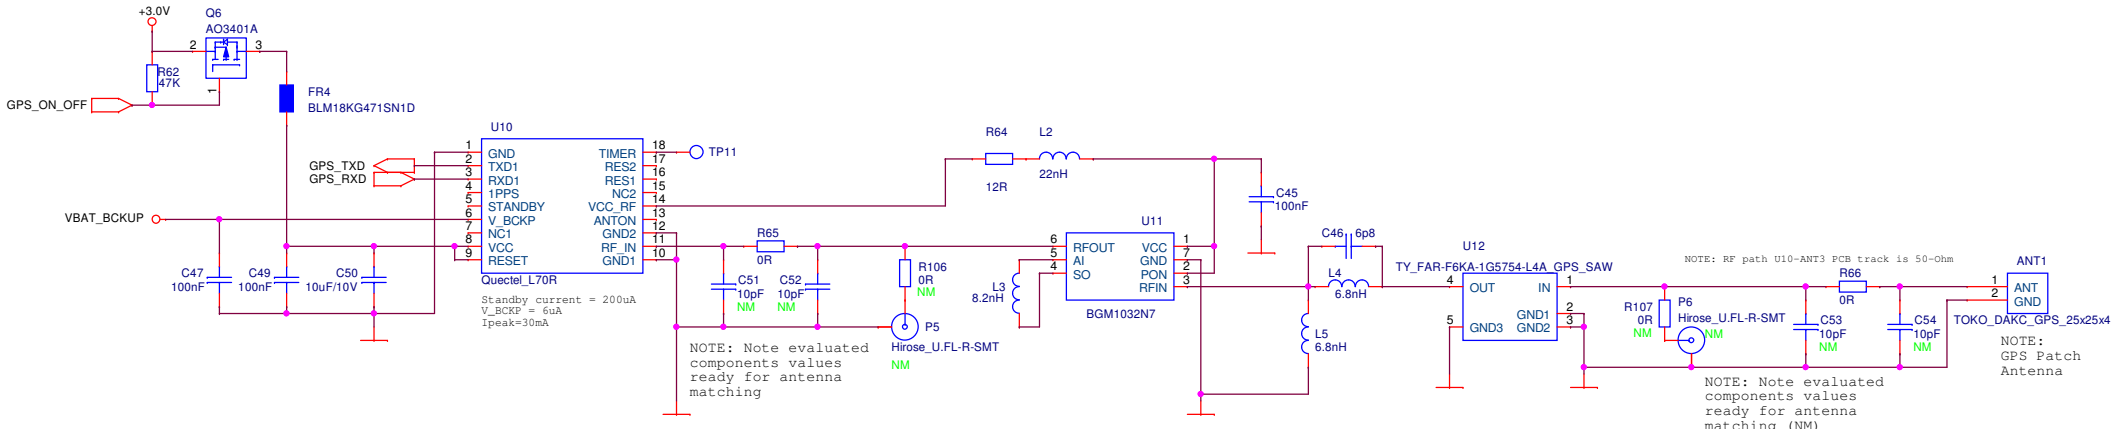 +3.0V
Q6
AO3401A
2
3
1
R62
47K
GPS_ON_OFF
FR4
BLM18KG471SN1D
U10
GPS_TXD
GPS_RXD
VBAT_BCKUP
1 GND TIMER 18
2 TXD1 RES2 17
3 RXD1 RES1 16
4 1PPS NC2 15
5 STANDBY VCC_RF 14
6 V_BCKP ANTON 13
7 NC1 GND2 12
8 VCC RF_IN 11
9 RESET GND1 10
Quectel_L70R
Standby current = 200uA
V_BCKP = 6uA
Ipeak=30mA
TP11
C47
100nF
C49
100nF
C50
10uF/10V
R65
0R
C51
10pF
NM
C52
10pF
NM
R106
0R
NM
P5
Hirose_U.FL-R-SMT
NM
NOTE: Note evaluated
components values
ready for antenna
matching
R64
12R
L2
22nH
C45
100nF
L3
8.2nH
U11
6 RFOUT VCC 1
5 AI GND 7
4 SO PON 2
RFIN 3
BGM1032N7
C46 6p8
L4
6.8nH
L5
6.8nH
U12
TY_FAR-F6KA-1G5754-L4A_GPS_SAW
4 OUT IN 1
GND1 2
5 GND3 GND2 3
NOTE: RF path U10-ANT3 PCB track is 50-Ohm
R107
0R
NM
P6
Hirose_U.FL-R-SMT
NM
R66
0R
C53
10pF
NM
C54
10pF
NM
ANT1
1 ANT
2 GND
TOKO_DAKC_GPS_25x25x4
NOTE:
GPS Patch
Antenna
NOTE: Note evaluated
components values
ready for antenna
matching (NM)